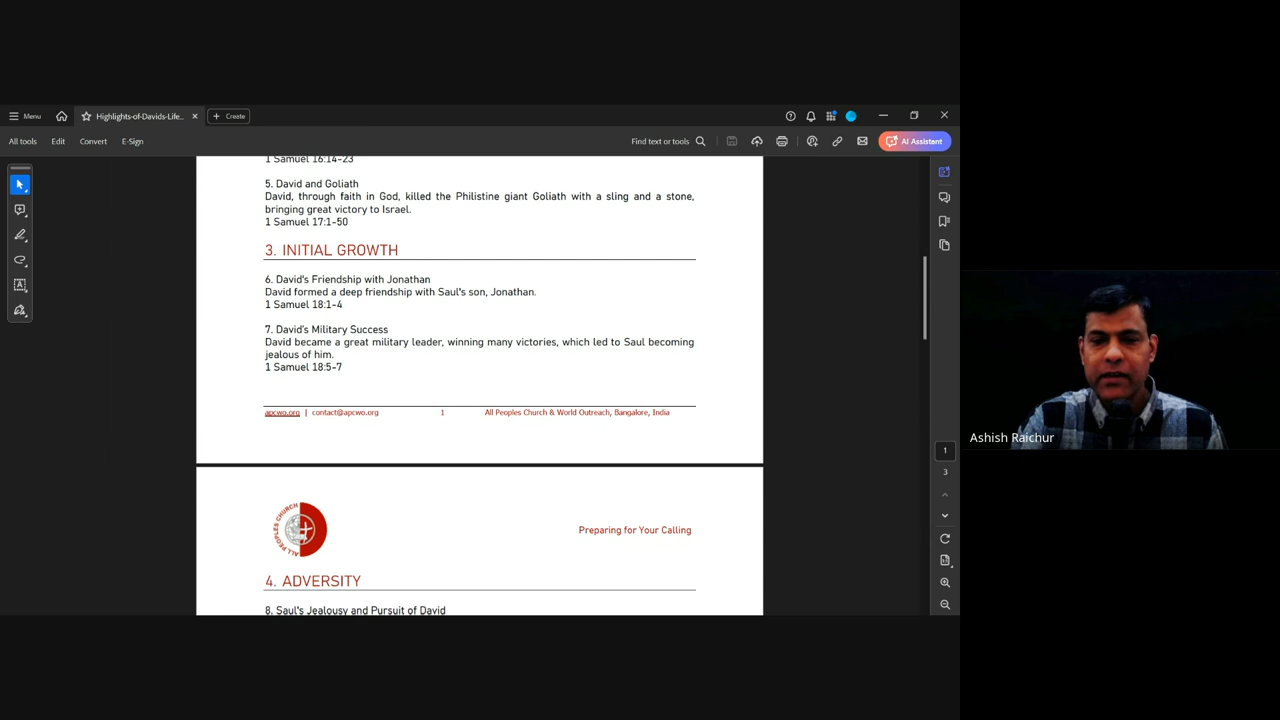 Menu
Highlights-of-Davids-Life...
Create
All tools
Edit
Convert
E-Sign
Find text or tools
AI Assistant
1 Samuel 16:14-23
5. David and Goliath
David, through faith in God, killed the Philistine giant Goliath with a sling and a stone,
bringing great victory to Israel.
1 Samuel 17:1-50
3. INITIAL GROWTH
6. David's Friendship with Jonathan
David formed a deep friendship with Saul's son, Jonathan.
1 Samuel 18:1-4
7. David's Military Success
David became a great military leader, winning many victories, which led to Saul becoming
jealous of him.
1 Samuel 18:5-7
apcwo.org | contact@apcwo.org 1 All Peoples Church & World Outreach, Bangalore, India
Ashish Raichur
1
3
ALL PEOPLES CHURCH
Preparing for Your Calling
4. ADVERSITY
8. Saul's Jealousy and Pursuit of David